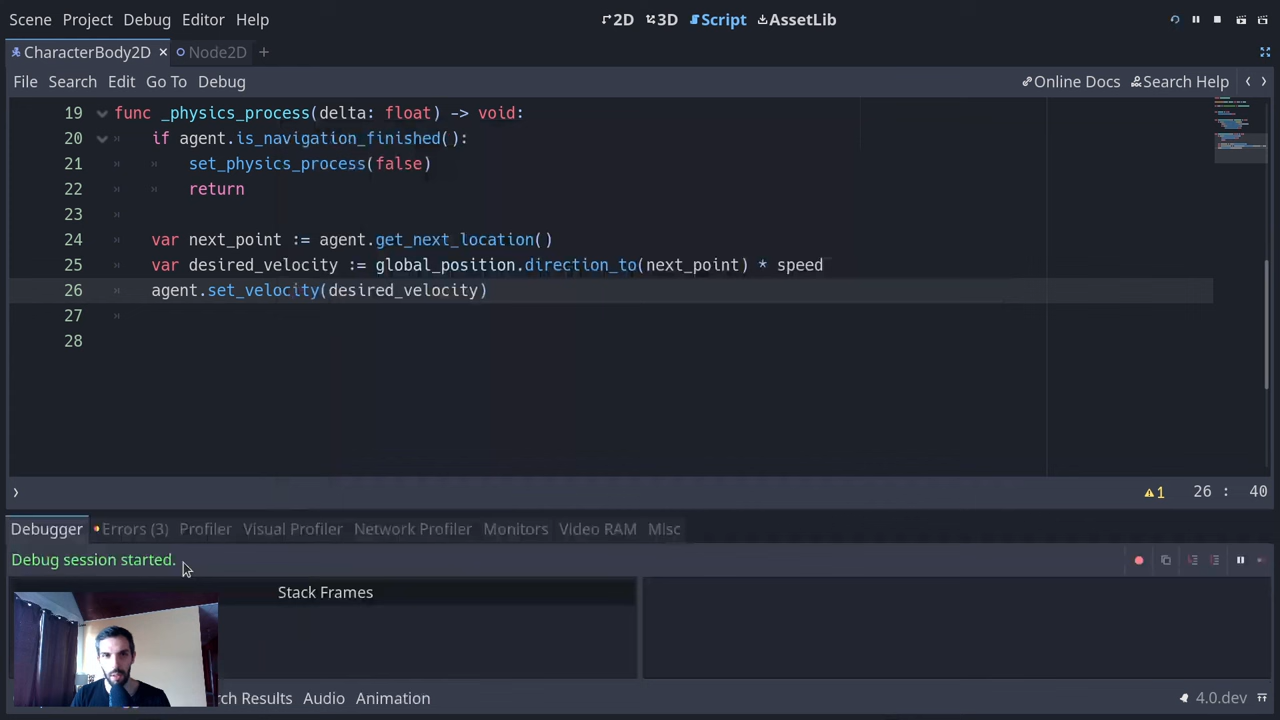 Scene Project Debug Editor Help 2D 3D Script AssetLib
CharacterBody2D Node2D
File Search Edit Go To Debug Online Docs Search Help
19 func _physics_process(delta: float) -> void:
20 if agent.is_navigation_finished():
21 set_physics_process(false)
22 return
23
24 var next_point := agent.get_next_location()
25 var desired_velocity := global_position.direction_to(next_point) * speed
26 agent.set_velocity(desired_velocity)
27
28
1 26 : 40
Debugger Errors (3) Profiler Visual Profiler Network Profiler Monitors Video RAM Misc
Debug session started.
Stack Frames
Results Audio Animation 4.0.dev